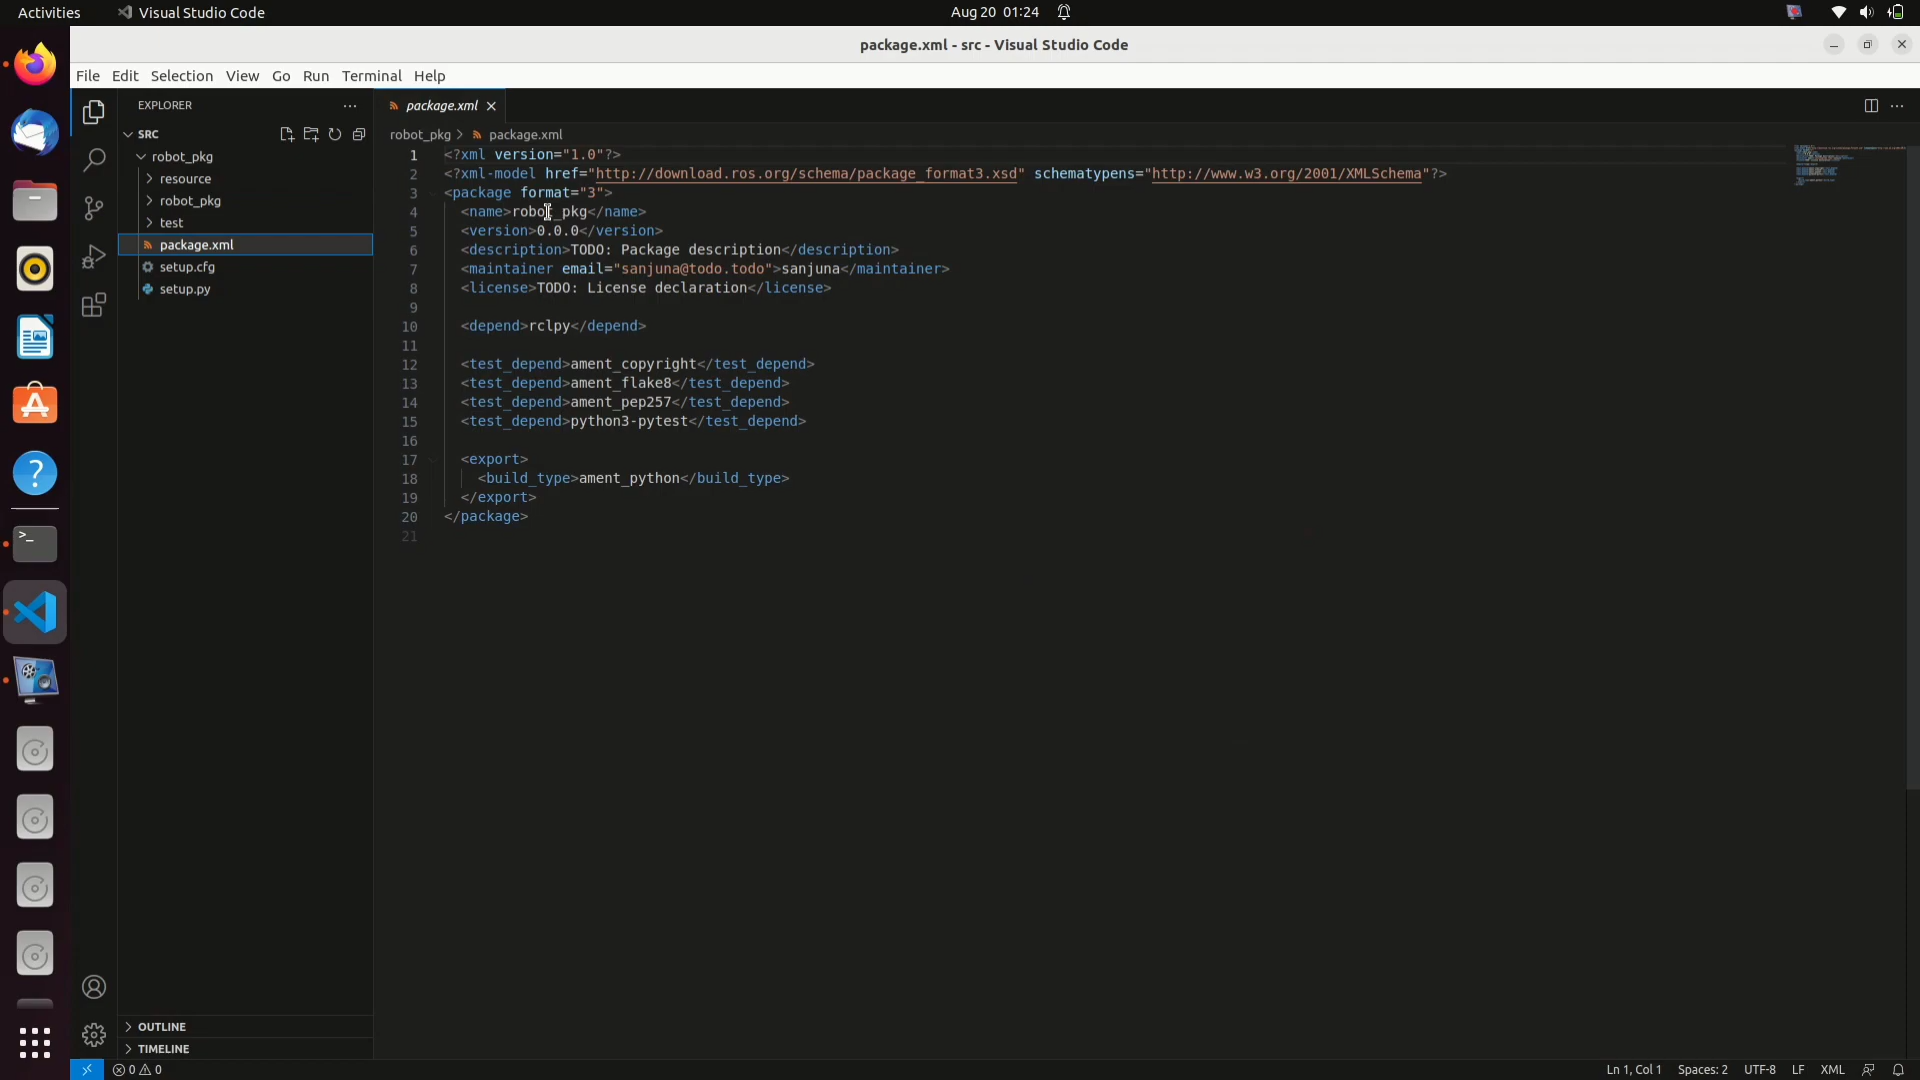 Activities
Visual Studio Code
Aug 20 01:24
package.xml - src - Visual Studio Code
File Edit Selection View Go Run Terminal Help
EXPLORER
SRC
robot_pkg
resource
robot_pkg
test
package.xml
setup.cfg
setup.py
OUTLINE
TIMELINE
package.xml
robot_pkg > package.xml
1 <?xml version="1.0"?>
2 <?xml-model href="http://download.ros.org/schema/package_format3.xsd" schematypens="http://www.w3.org/2001/XMLSchema"?>
3 <package format="3">
4 <name>robot_pkg</name>
5 <version>0.0.0</version>
6 <description>TODO: Package description</description>
7 <maintainer email="sanjuna@todo.todo">sanjuna</maintainer>
8 <license>TODO: License declaration</license>
9
10 <depend>rclpy</depend>
11
12 <test_depend>ament_copyright</test_depend>
13 <test_depend>ament_flake8</test_depend>
14 <test_depend>ament_pep257</test_depend>
15 <test_depend>python3-pytest</test_depend>
16
17 <export>
18 <build_type>ament_python</build_type>
19 </export>
20 </package>
21
0 0
Ln 1, Col 1 Spaces: 2 UTF-8 LF XML